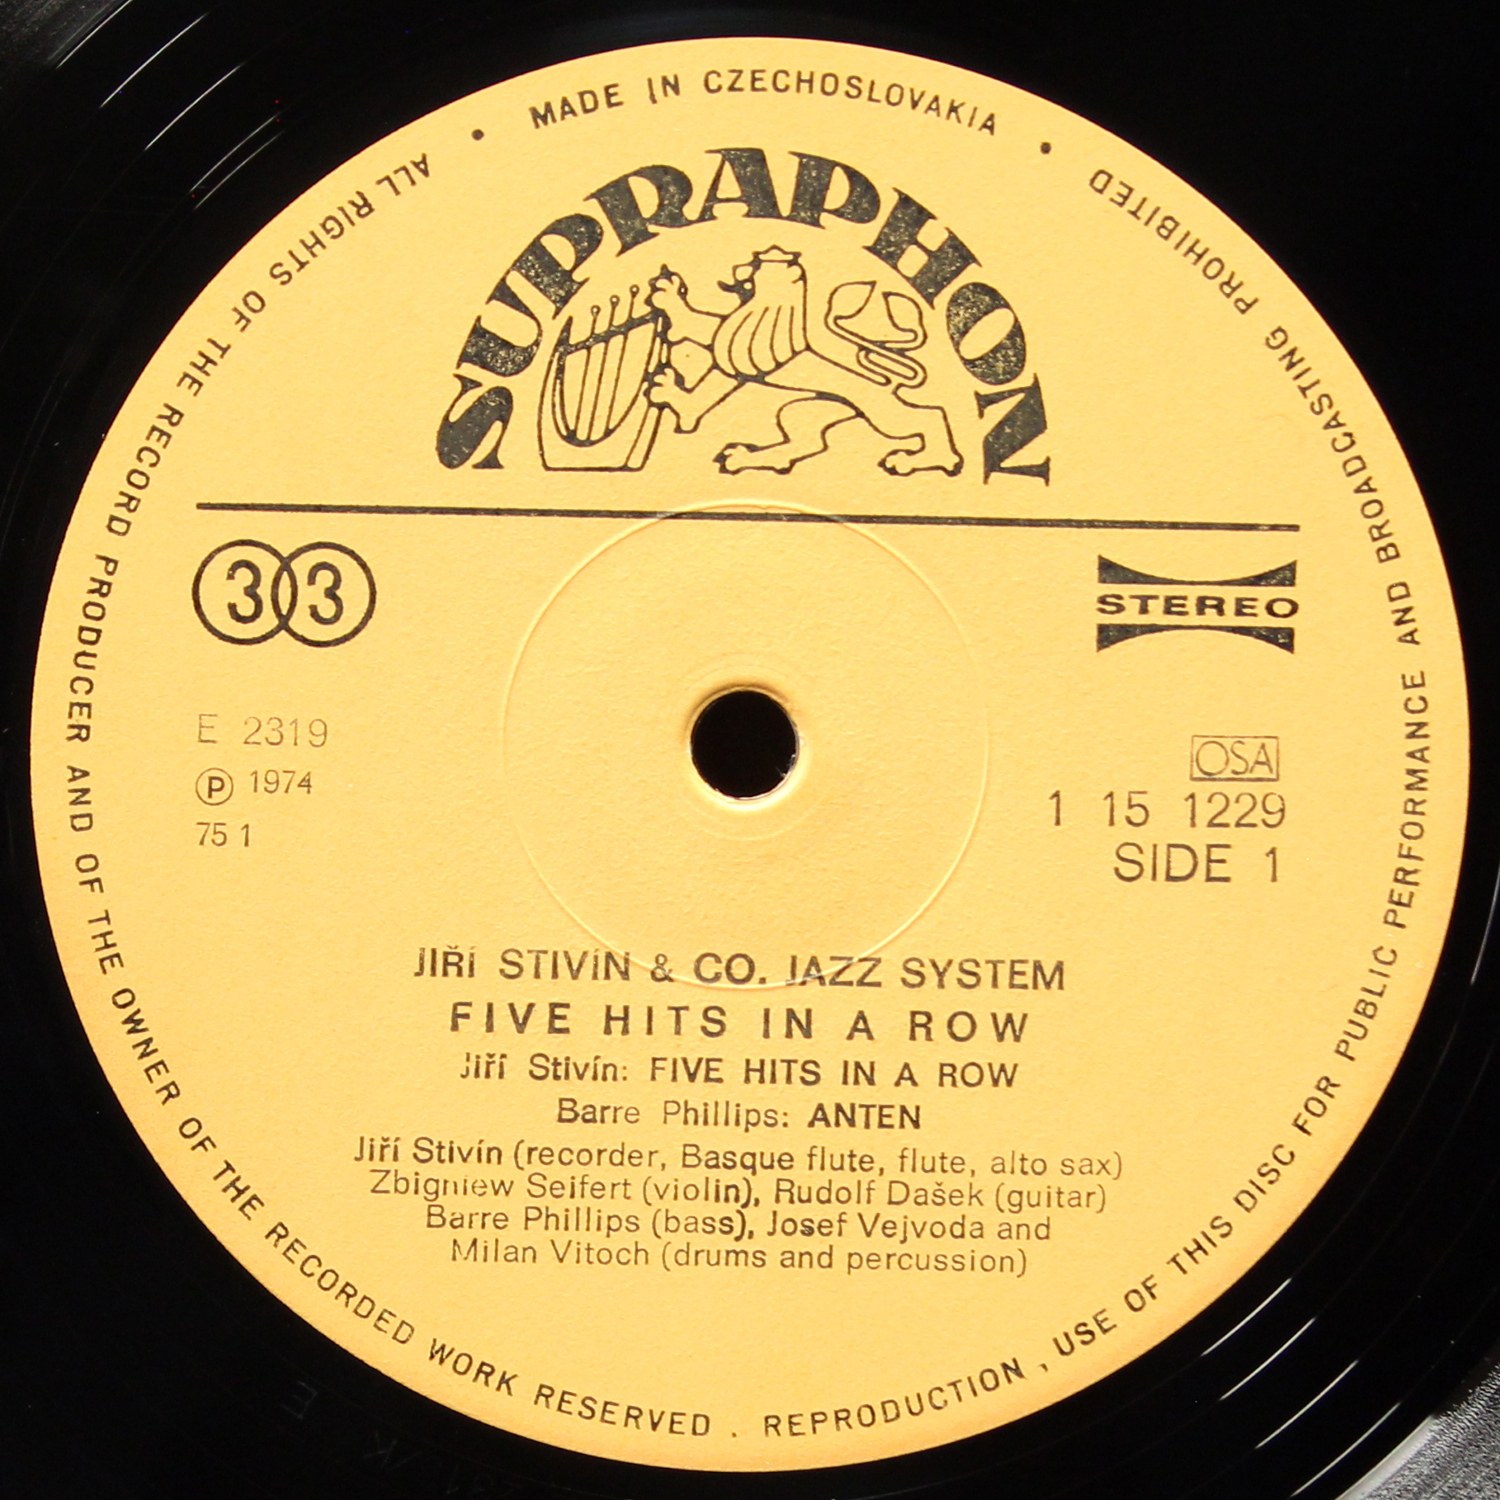 MADE IN CZECHOSLOVAKIA
ALL RIGHTS OF THE RECORD PRODUCER AND OF THE OWNER OF THE RECORDED WORK RESERVED . REPRODUCTION , USE OF THIS DISC FOR PUBLIC PERFORMANCE AND BROADCASTING PROHIBITED
SUPRAPHON
33
STEREO
E 2319
Ⓟ 1974
75 1
OSA
1 15 1229
SIDE 1
JIŘÍ STIVÍN & CO. JAZZ SYSTEM
FIVE HITS IN A ROW
Jiří Stivín: FIVE HITS IN A ROW
Barre Phillips: ANTEN
Jiří Stivín (recorder, Basque flute, flute, alto sax)
Zbigniew Seifert (violin), Rudolf Dašek (guitar)
Barre Phillips (bass), Josef Vejvoda and
Milan Vitoch (drums and percussion)